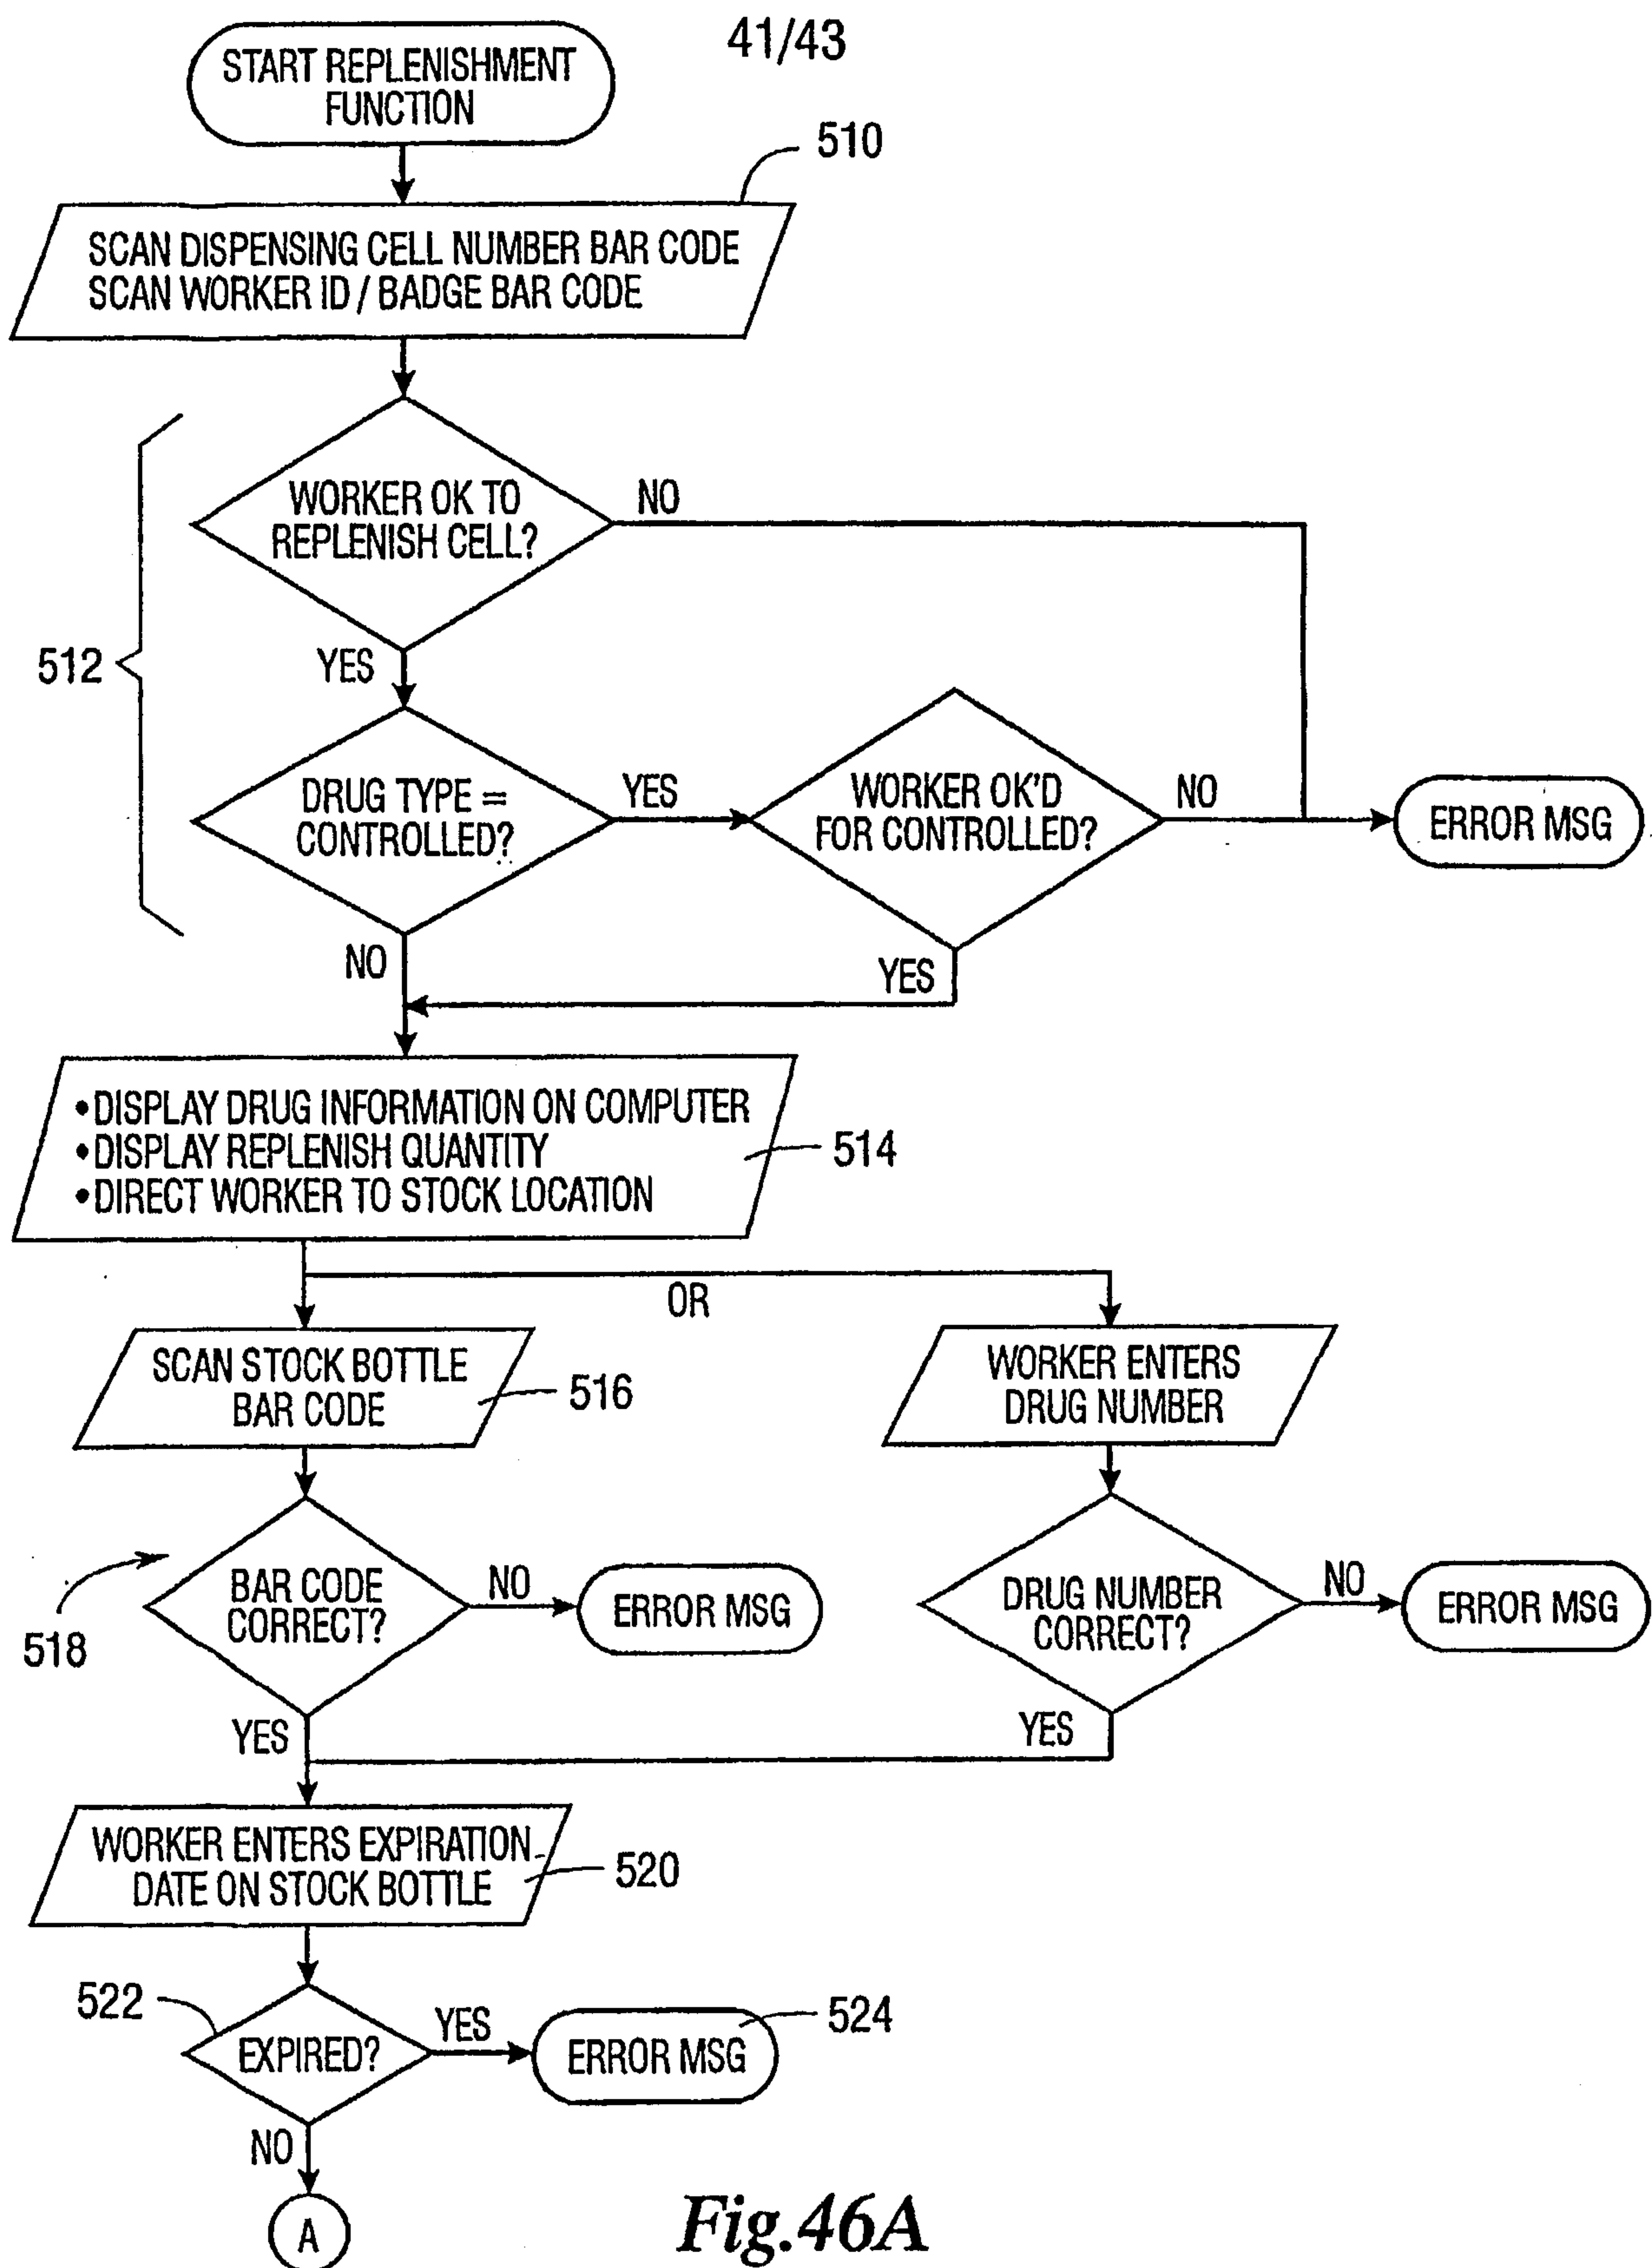 41/43
START REPLENISHMENT
FUNCTION
510
SCAN DISPENSING CELL NUMBER BAR CODE
SCAN WORKER ID / BADGE BAR CODE
WORKER OK TO
REPLENISH CELL?
NO
YES
512
DRUG TYPE =
CONTROLLED?
YES
WORKER OK'D
FOR CONTROLLED?
NO
ERROR MSG
NO
YES
•DISPLAY DRUG INFORMATION ON COMPUTER
•DISPLAY REPLENISH QUANTITY
•DIRECT WORKER TO STOCK LOCATION
514
OR
SCAN STOCK BOTTLE
BAR CODE
516
WORKER ENTERS
DRUG NUMBER
518
BAR CODE
CORRECT?
NO
ERROR MSG
DRUG NUMBER
CORRECT?
NO
ERROR MSG
YES
YES
WORKER ENTERS EXPIRATION
DATE ON STOCK BOTTLE
520
522
EXPIRED?
YES
ERROR MSG
524
NO
A
Fig.46A